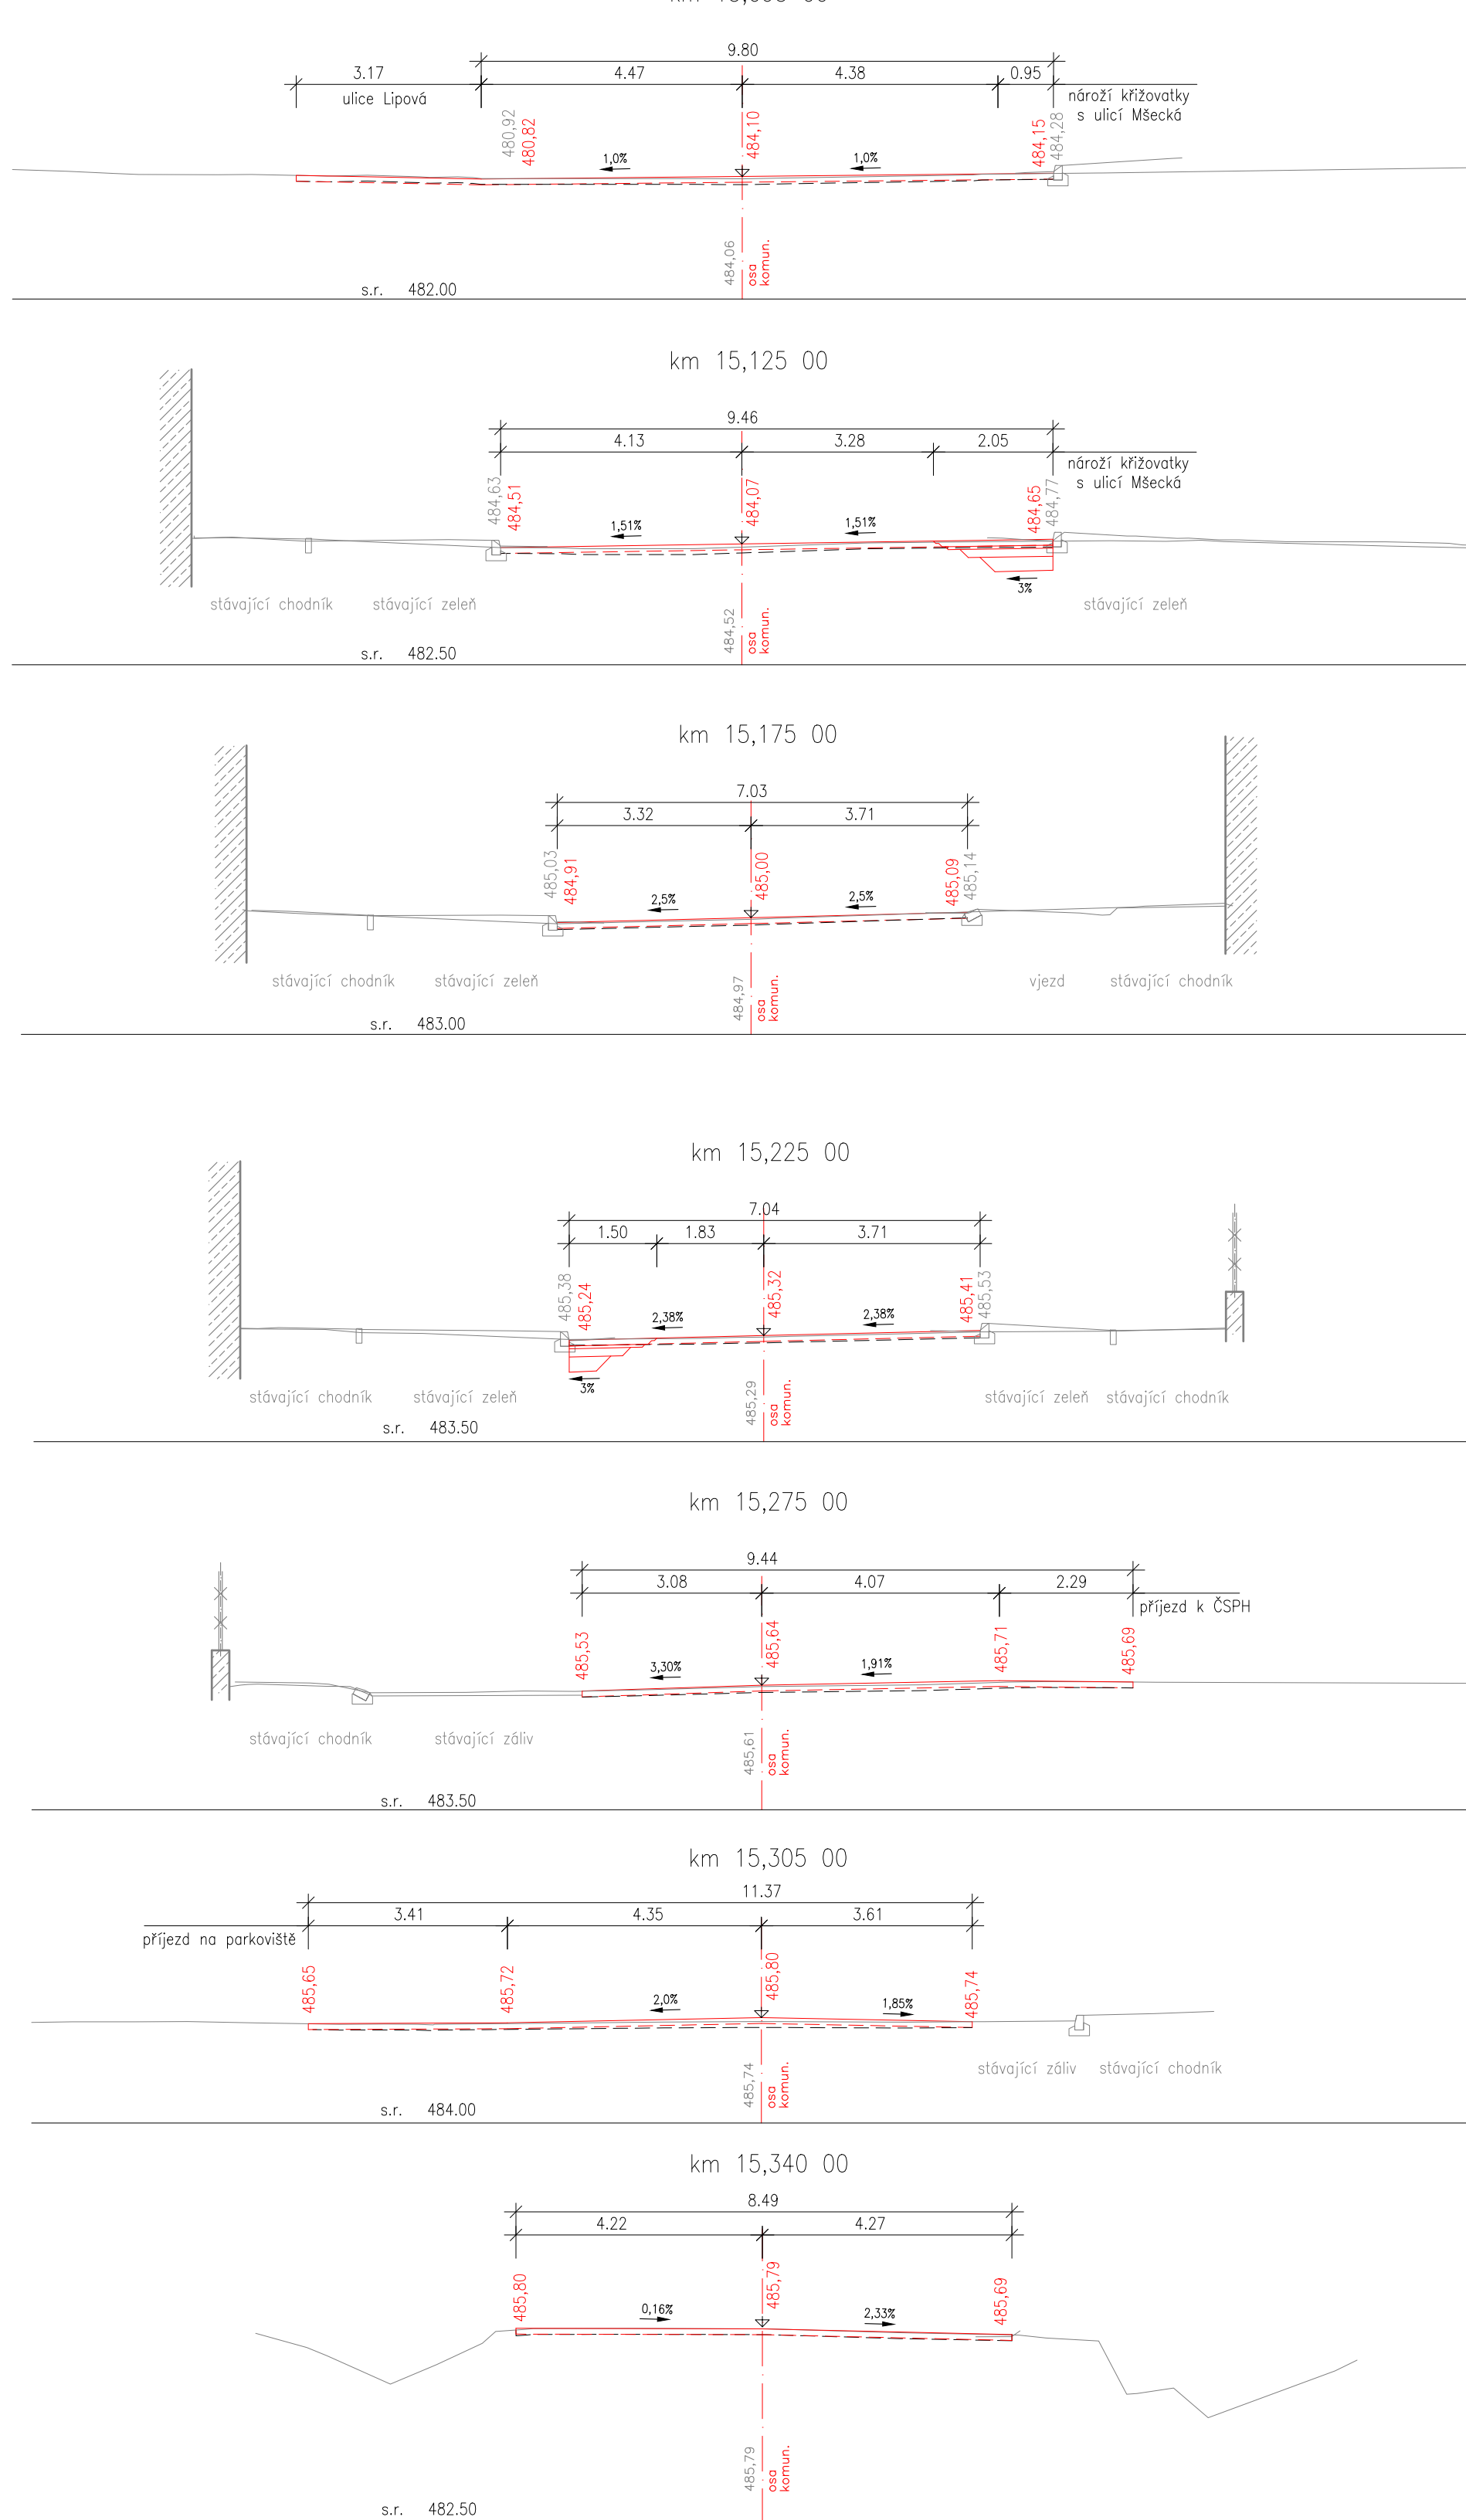 9.80
3.17
4.47
4.38
0.95
ulice Lipová
nároží křižovatky
s ulicí Mšecká
480,92
480,82
484,10
484,15
484,28
1,0%
1,0%
484,06
osa
komun.
s.r. 482.00
km 15,125 00
9.46
4.13
3.28
2.05
nároží křižovatky
s ulicí Mšecká
484,63
484,51
484,07
484,65
484,77
1,51%
1,51%
3%
stávající chodník
stávající zeleň
stávající zeleň
484,52
osa
komun.
s.r. 482.50
km 15,175 00
7.03
3.32
3.71
485,03
484,91
485,00
485,09
485,14
2,5%
2,5%
stávající chodník
stávající zeleň
vjezd
stávající chodník
484,97
osa
komun.
s.r. 483.00
km 15,225 00
7.04
1.50
1.83
3.71
485,38
485,24
485,32
485,41
485,53
2,38%
2,38%
3%
stávající chodník
stávající zeleň
stávající zeleň
stávající chodník
485,29
osa
komun.
s.r. 483.50
km 15,275 00
9.44
3.08
4.07
2.29
příjezd k ČSPH
485,53
485,64
485,71
485,69
3,30%
1,91%
stávající chodník
stávající záliv
485,61
osa
komun.
s.r. 483.50
km 15,305 00
11.37
3.41
4.35
3.61
příjezd na parkoviště
485,65
485,72
485,80
485,74
2,0%
1,85%
stávající záliv
stávající chodník
485,74
osa
komun.
s.r. 484.00
km 15,340 00
8.49
4.22
4.27
485,80
485,79
485,69
0,16%
2,33%
485,79
osa
komun.
s.r. 482.50